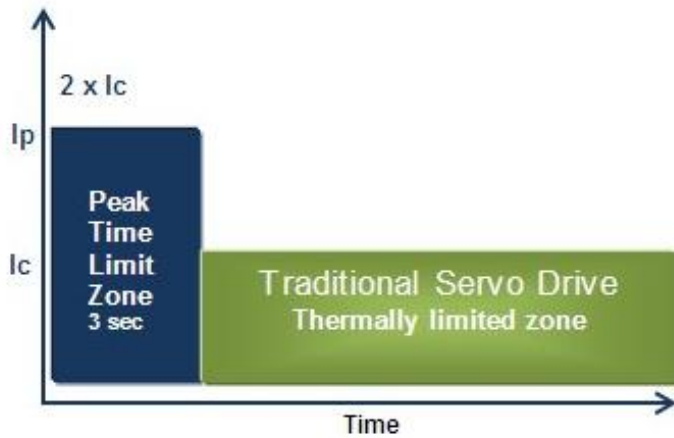 2 x Ic
Ip
Peak
Time
Limit
Zone
3 sec
Ic
Traditional Servo Drive
Thermally limited zone
Time